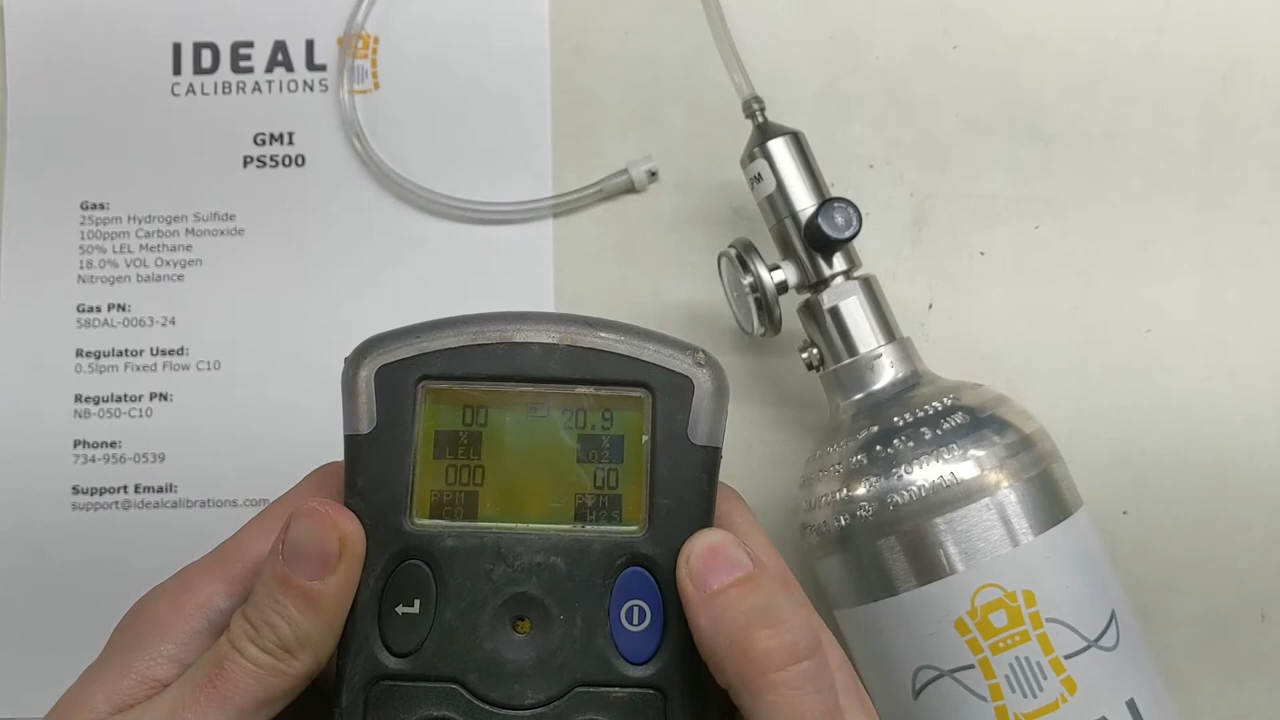 IDEAL
CALIBRATIONS
GMI
PS500
Gas:
25ppm Hydrogen Sulfide
100ppm Carbon Monoxide
50% LEL Methane
18.0% VOL Oxygen
Nitrogen balance
Gas PN:
58DAL-0063-24
Regulator Used:
0.5lpm Fixed Flow C10
Regulator PN:
NB-050-C10
Phone:
734-956-0539
Support Email:
support@idealcalibrations.com
PM
00 20.9
% %
LEL O2
000 00
PPM PPM
CO H2S